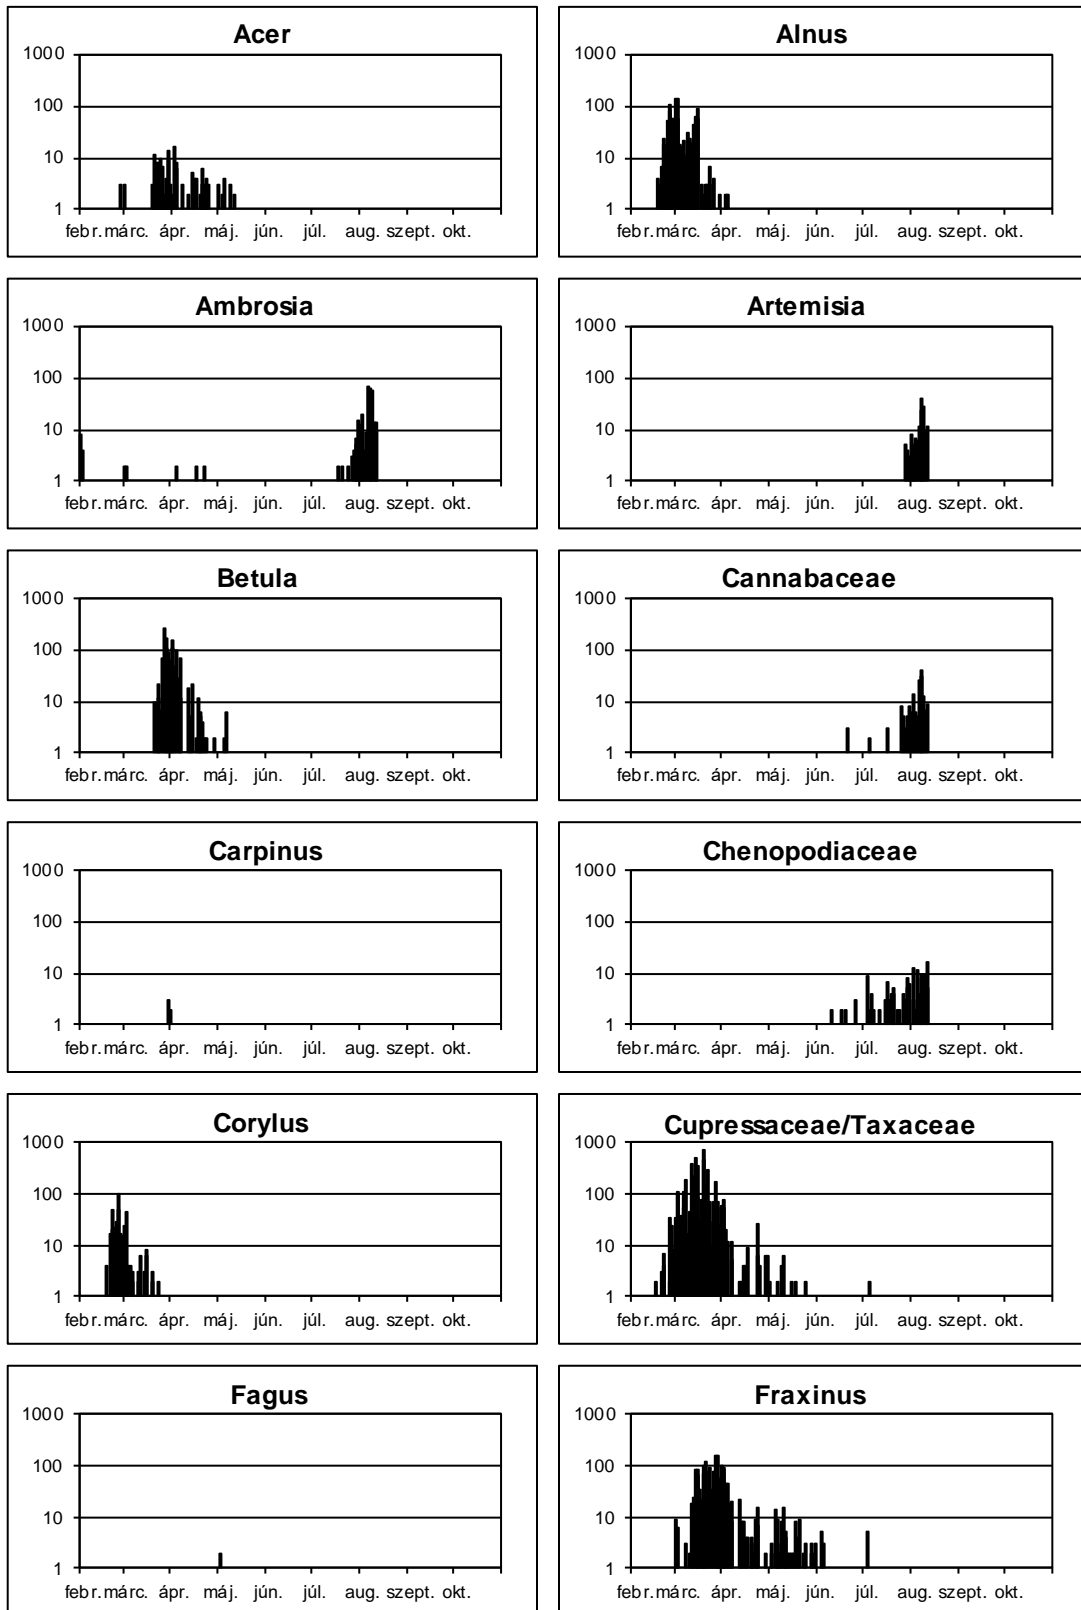 Acer
1000
100
10
1
febr. márc. ápr. máj. jún. júl. aug. szept. okt.
Alnus
1000
100
10
1
febr. márc. ápr. máj. jún. júl. aug. szept. okt.
Ambrosia
1000
100
10
1
febr. márc. ápr. máj. jún. júl. aug. szept. okt.
Artemisia
1000
100
10
1
febr. márc. ápr. máj. jún. júl. aug. szept. okt.
Betula
1000
100
10
1
febr. márc. ápr. máj. jún. júl. aug. szept. okt.
Cannabaceae
1000
100
10
1
febr. márc. ápr. máj. jún. júl. aug. szept. okt.
Carpinus
1000
100
10
1
febr. márc. ápr. máj. jún. júl. aug. szept. okt.
Chenopodiaceae
1000
100
10
1
febr. márc. ápr. máj. jún. júl. aug. szept. okt.
Corylus
1000
100
10
1
febr. márc. ápr. máj. jún. júl. aug. szept. okt.
Cupressaceae/Taxaceae
1000
100
10
1
febr. márc. ápr. máj. jún. júl. aug. szept. okt.
Fagus
1000
100
10
1
febr. márc. ápr. máj. jún. júl. aug. szept. okt.
Fraxinus
1000
100
10
1
febr. márc. ápr. máj. jún. júl. aug. szept. okt.